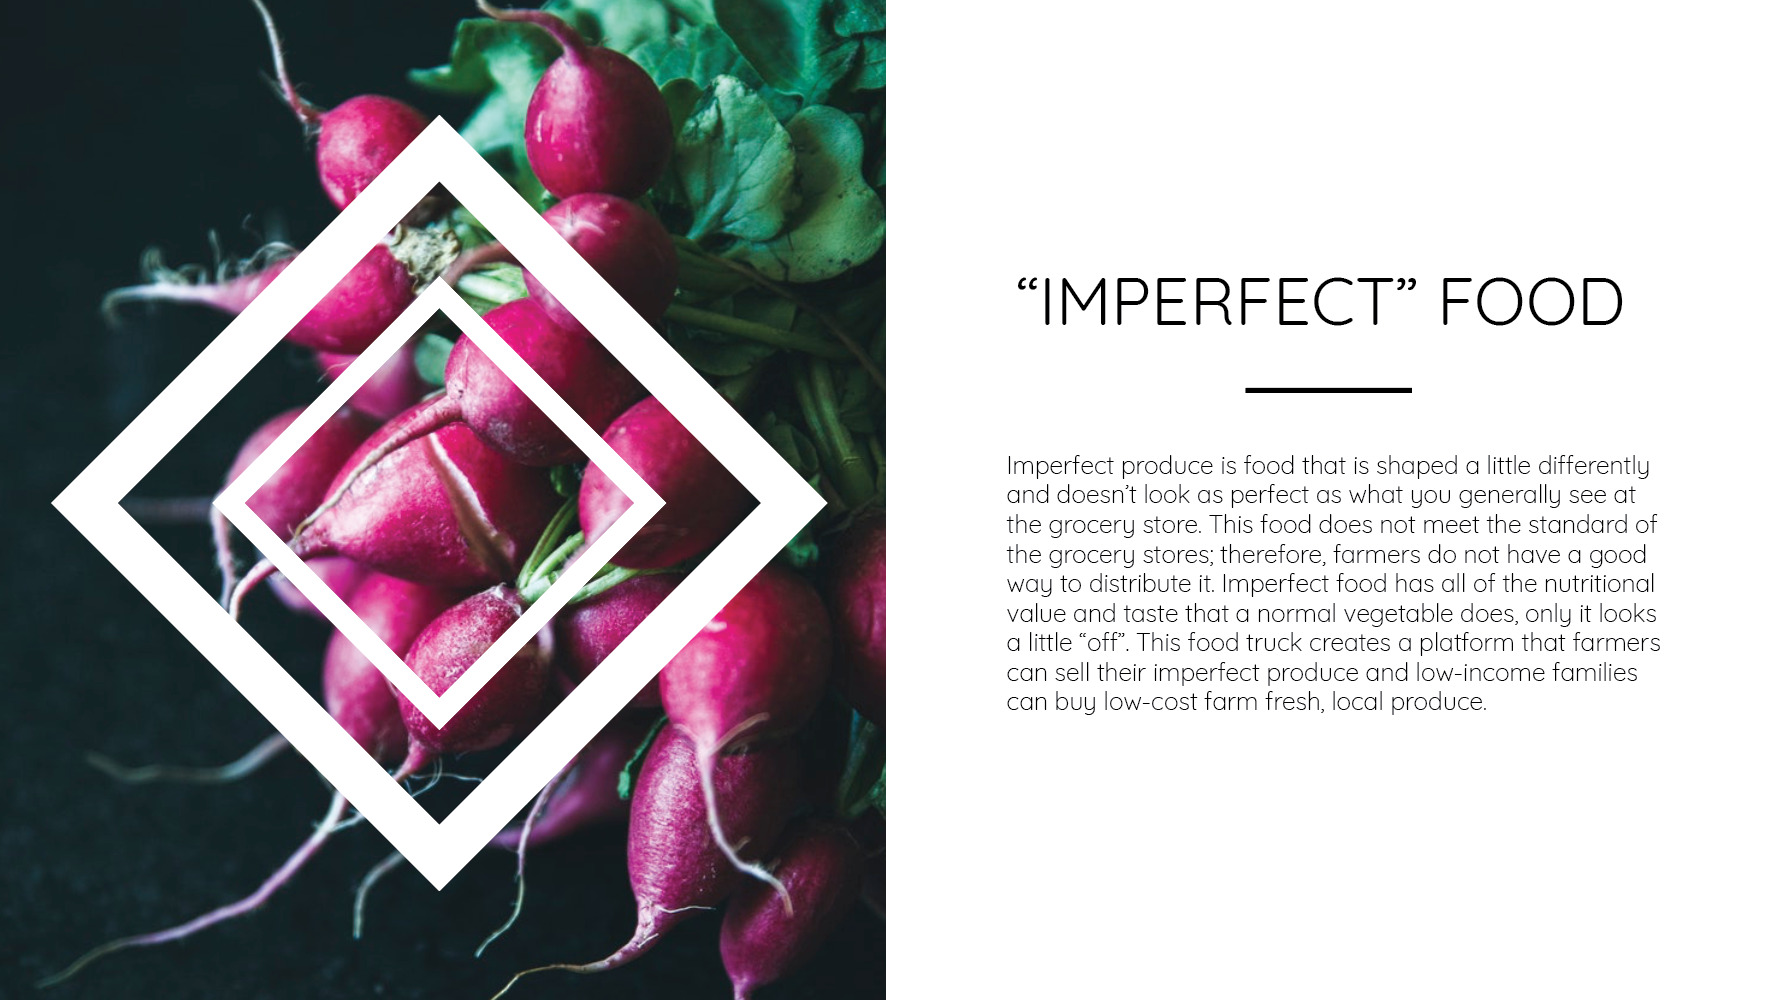 “IMPERFECT” FOOD
Imperfect produce is food that is shaped a little differently
and doesn’t look as perfect as what you generally see at
the grocery store. This food does not meet the standard of
the grocery stores; therefore, farmers do not have a good
way to distribute it. Imperfect food has all of the nutritional
value and taste that a normal vegetable does, only it looks
a little “off”. This food truck creates a platform that farmers
can sell their imperfect produce and low-income families
can buy low-cost farm fresh, local produce.